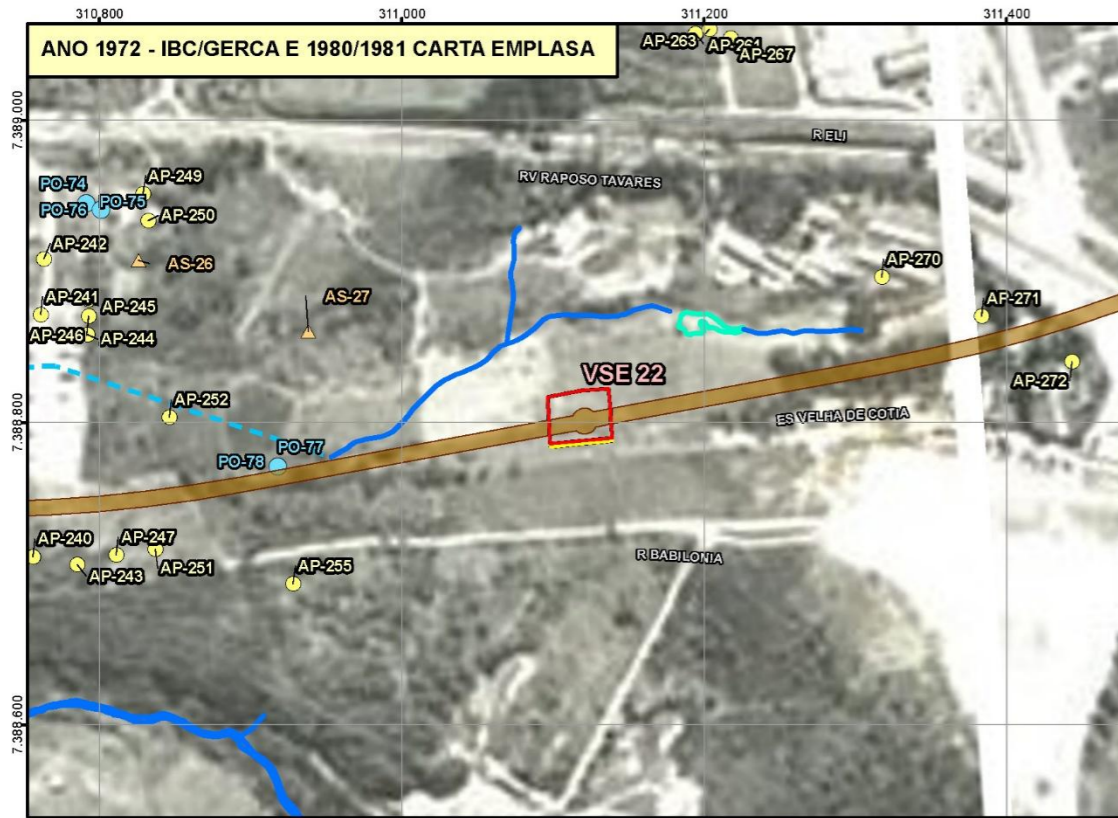 310,800
311,000
311,200
311,400
ANO 1972 - IBC/GERCA E 1980/1981 CARTA EMPLASA
AP-263
AP-261
AP-267
7.389.000
R ELI
RV RAPOSO TAVARES
PO-74
AP-249
PO-76
PO-75
AP-250
AP-242
AS-26
AP-270
AP-241
AP-245
AS-27
AP-271
AP-246
AP-244
VSE 22
AP-272
AP-252
7.388.800
ES VELHA DE COTIA
PO-77
PO-78
AP-240
AP-247
AP-243
AP-251
AP-255
R BABILONIA
7.388.600